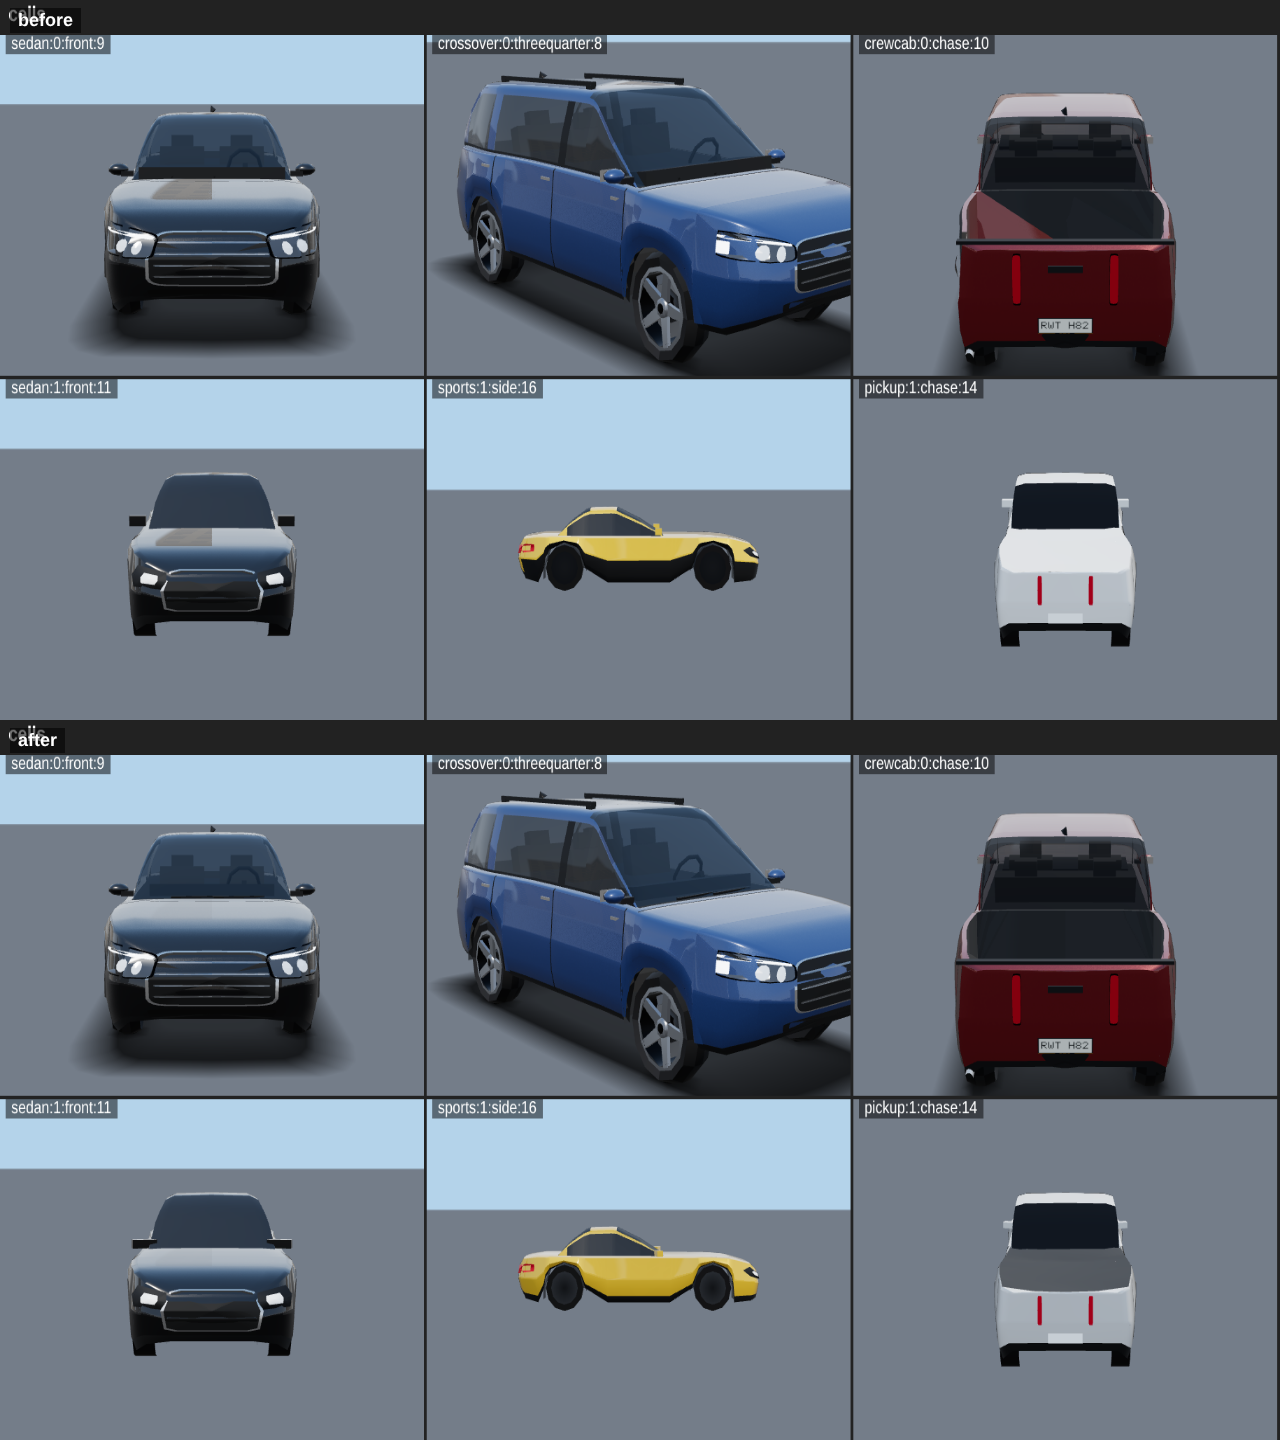 cells
before
sedan:0:front:9
crossover:0:threequarter:8
crewcab:0:chase:10
RWT H82
sedan:1:front:11
sports:1:side:16
pickup:1:chase:14
cells
after
sedan:0:front:9
crossover:0:threequarter:8
crewcab:0:chase:10
RWT H82
sedan:1:front:11
sports:1:side:16
pickup:1:chase:14